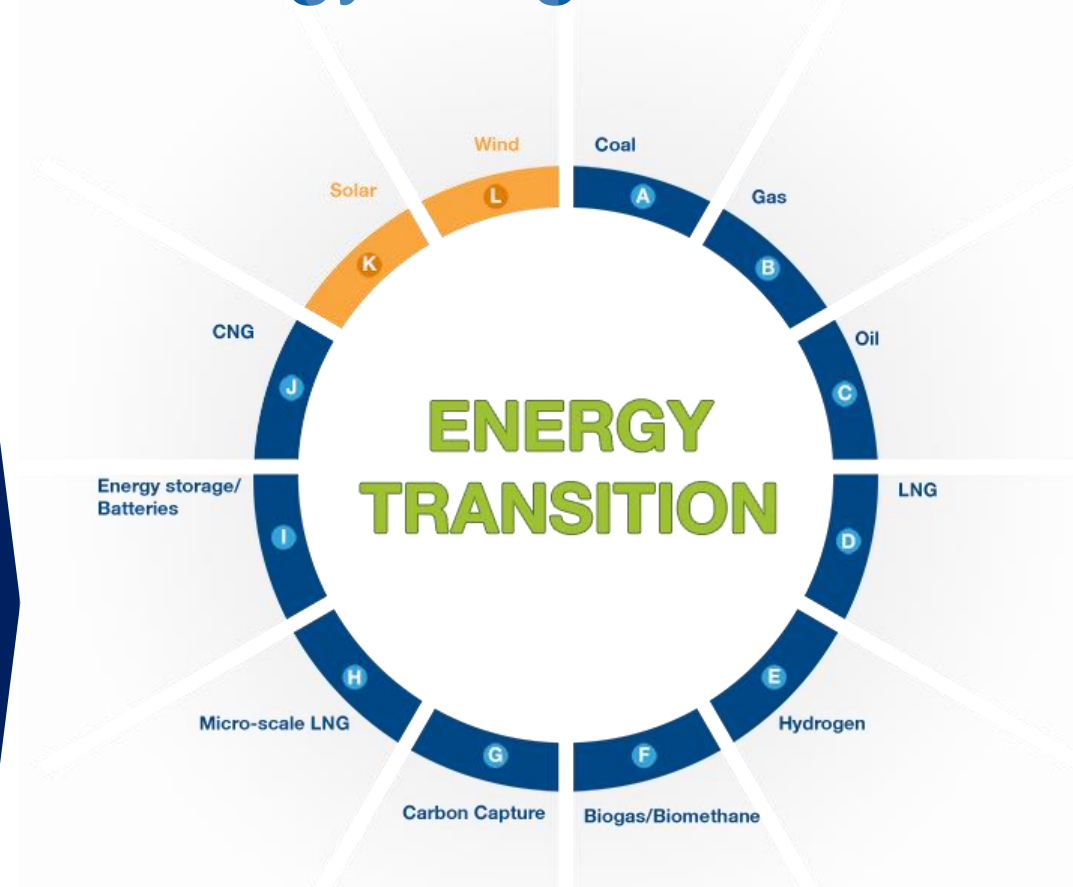 Wind
Coal
Solar
L
A
Gas
K
B
CNG
Oil
J
C
ENERGY
TRANSITION
Energy storage/
Batteries
LNG
I
D
H
E
Micro-scale LNG
Hydrogen
G
F
Carbon Capture
Biogas/Biomethane